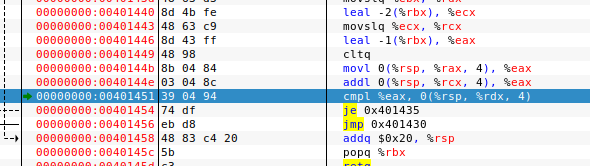 00000000:00401440 8d 4b fe leal -2(%rbx), %ecx
00000000:00401443 48 63 c9 movslq %ecx, %rcx
00000000:00401446 8d 43 ff leal -1(%rbx), %eax
00000000:00401449 48 98 cltq
00000000:0040144b 8b 04 84 movl 0(%rsp, %rax, 4), %eax
00000000:0040144e 03 04 8c addl 0(%rsp, %rcx, 4), %eax
00000000:00401451 39 04 94 cmpl %eax, 0(%rsp, %rdx, 4)
00000000:00401454 74 df je 0x401435
00000000:00401456 eb d8 jmp 0x401430
00000000:00401458 48 83 c4 20 addq $0x20, %rsp
00000000:0040145c 5b popq %rbx
00000000:0040145d c3 retq